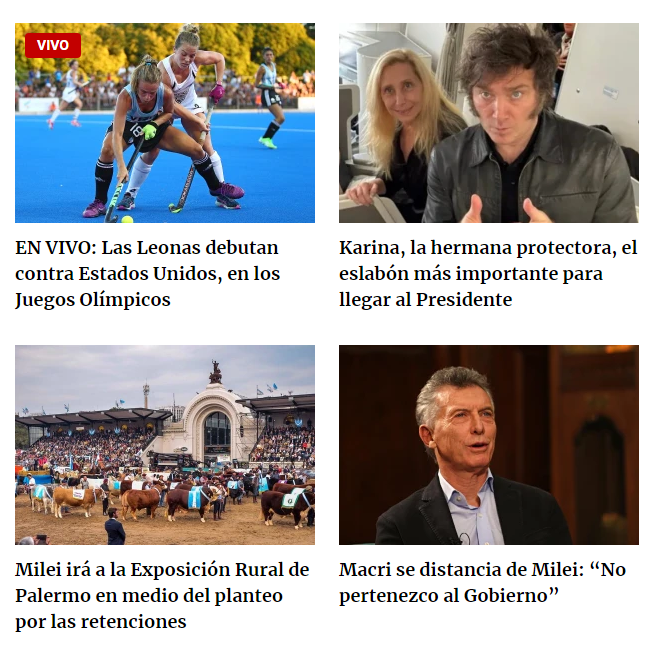 VIVO
EN VIVO: Las Leonas debutan
contra Estados Unidos, en los
Juegos Olímpicos
Karina, la hermana protectora, el
eslabón más importante para
llegar al Presidente
Milei irá a la Exposición Rural de
Palermo en medio del planteo
por las retenciones
Macri se distancia de Milei: “No
pertenezco al Gobierno”